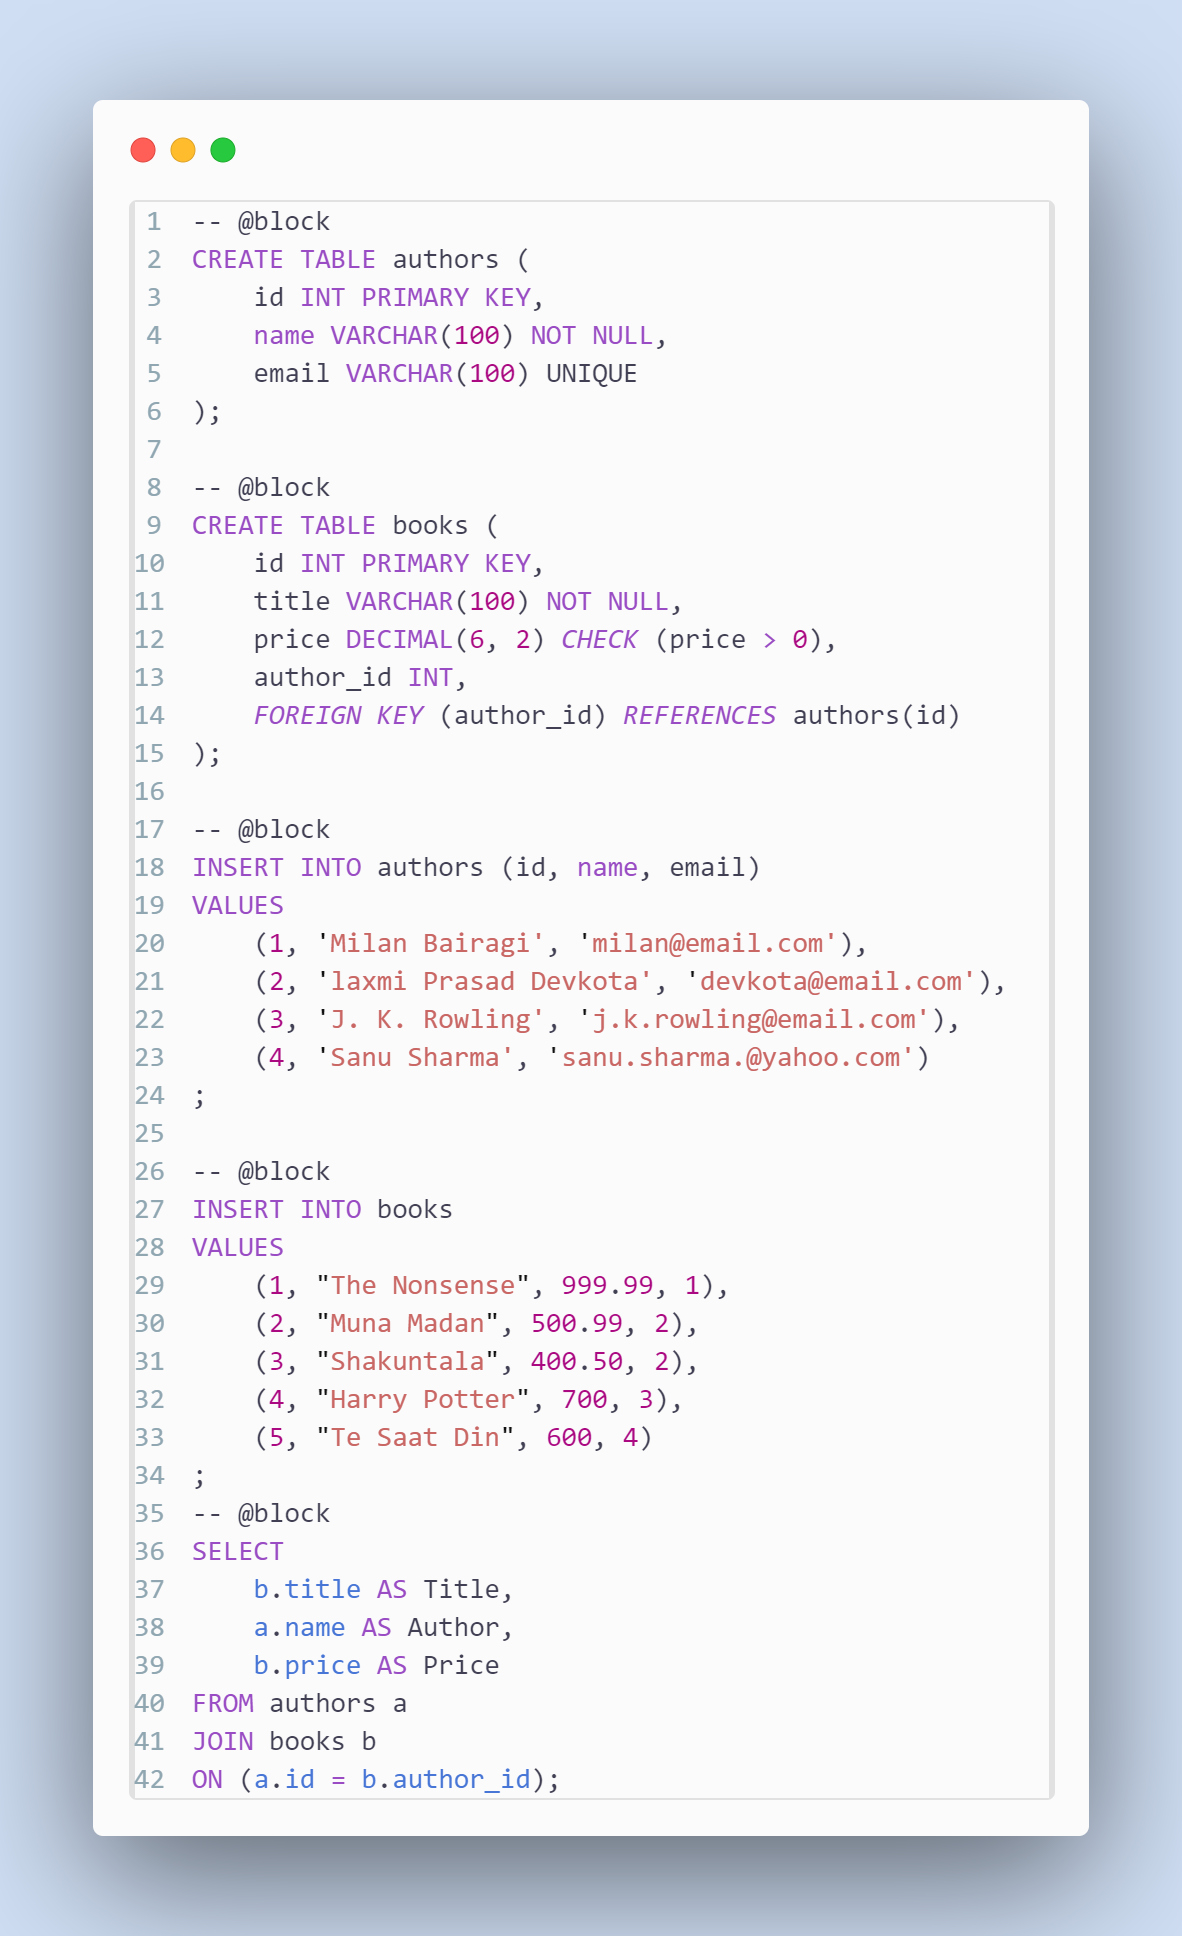 1 -- @block
2 CREATE TABLE authors (
3     id INT PRIMARY KEY,
4     name VARCHAR(100) NOT NULL,
5     email VARCHAR(100) UNIQUE
6 );
7
8 -- @block
9 CREATE TABLE books (
10     id INT PRIMARY KEY,
11     title VARCHAR(100) NOT NULL,
12     price DECIMAL(6, 2) CHECK (price > 0),
13     author_id INT,
14     FOREIGN KEY (author_id) REFERENCES authors(id)
15 );
16
17 -- @block
18 INSERT INTO authors (id, name, email)
19 VALUES
20     (1, 'Milan Bairagi', 'milan@email.com'),
21     (2, 'laxmi Prasad Devkota', 'devkota@email.com'),
22     (3, 'J. K. Rowling', 'j.k.rowling@email.com'),
23     (4, 'Sanu Sharma', 'sanu.sharma.@yahoo.com')
24 ;
25
26 -- @block
27 INSERT INTO books
28 VALUES
29     (1, "The Nonsense", 999.99, 1),
30     (2, "Muna Madan", 500.99, 2),
31     (3, "Shakuntala", 400.50, 2),
32     (4, "Harry Potter", 700, 3),
33     (5, "Te Saat Din", 600, 4)
34 ;
35 -- @block
36 SELECT
37     b.title AS Title,
38     a.name AS Author,
39     b.price AS Price
40 FROM authors a
41 JOIN books b
42 ON (a.id = b.author_id);